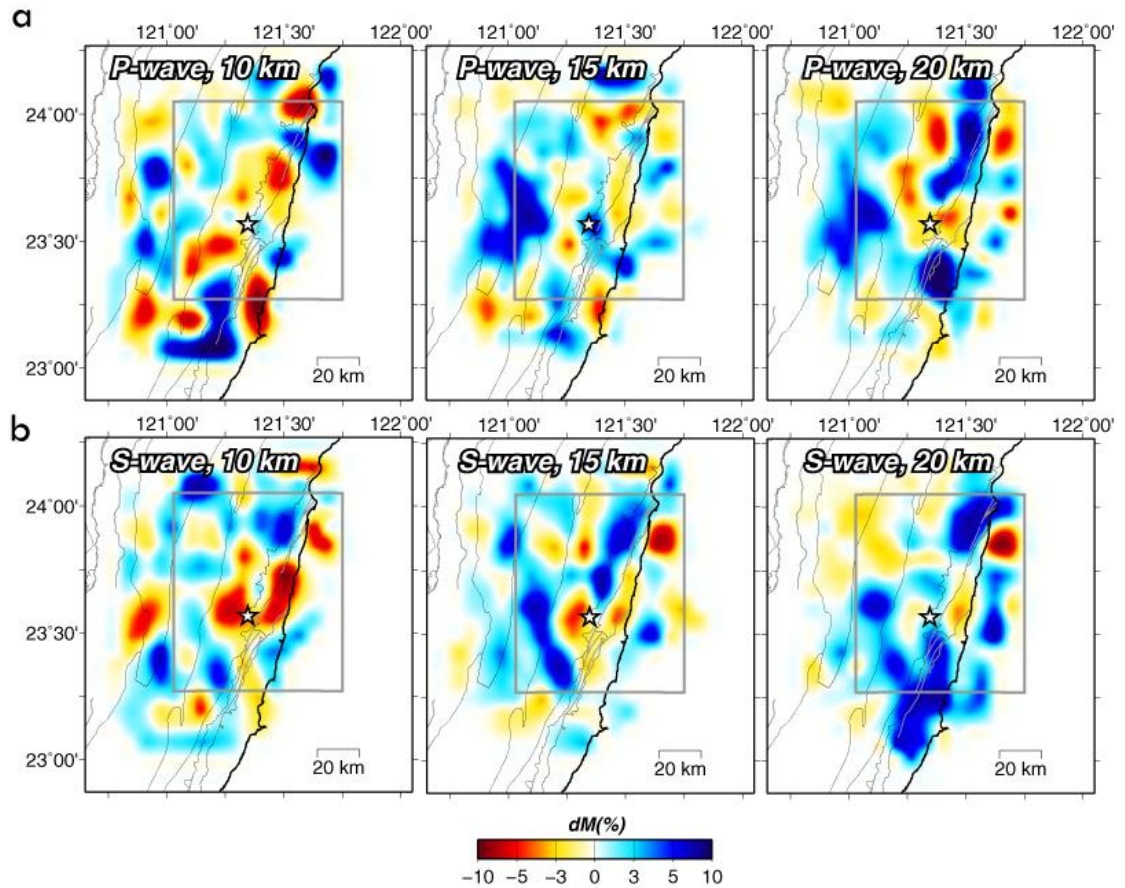 a
121°00' 121°30' 122°00' 121°00' 121°30' 122°00' 121°00' 121°30' 122°00'
P-wave, 10 km P-wave, 15 km P-wave, 20 km
24°00'
23°30'
23°00'
20 km 20 km 20 km
b
121°00' 121°30' 122°00' 121°00' 121°30' 122°00' 121°00' 121°30' 122°00'
S-wave, 10 km S-wave, 15 km S-wave, 20 km
24°00'
23°30'
23°00'
20 km 20 km 20 km
dM(%)
−10 −5 −3 0 3 5 10